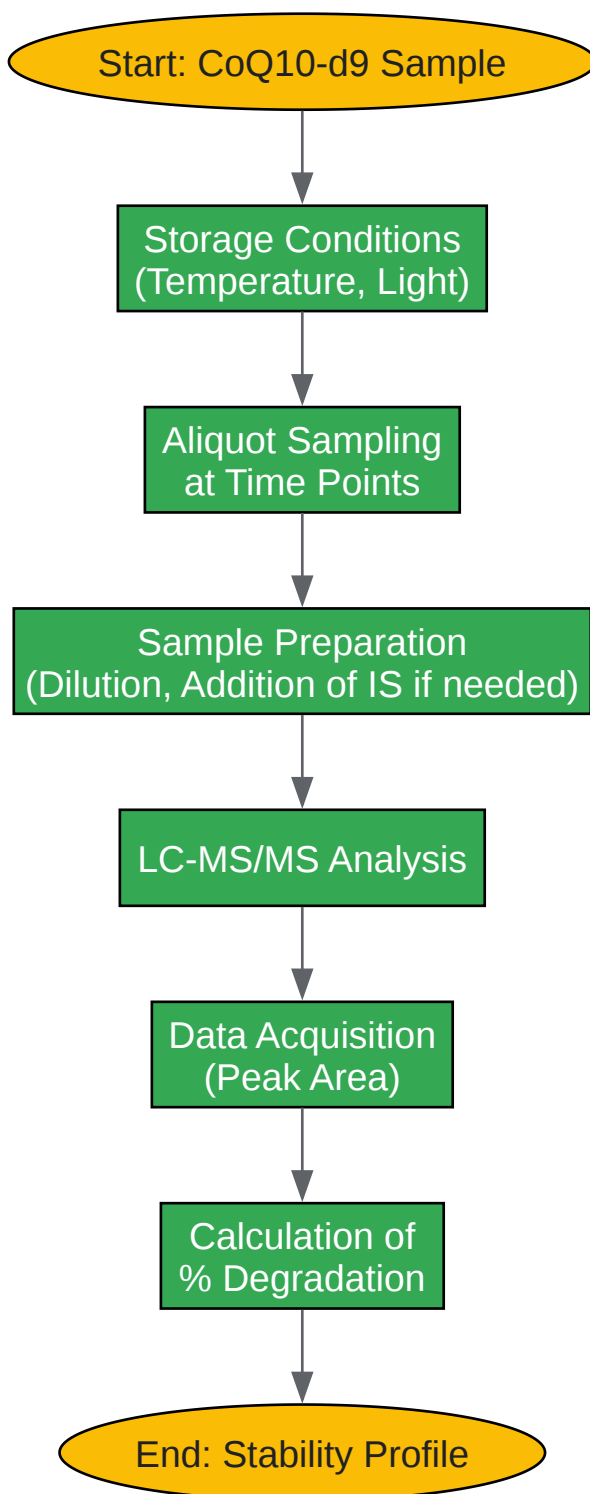 Start: CoQ10-d9 Sample
Storage Conditions
(Temperature, Light)
Aliquot Sampling
at Time Points
Sample Preparation
(Dilution, Addition of IS if needed)
LC-MS/MS Analysis
Data Acquisition
(Peak Area)
Calculation of
% Degradation
End: Stability Profile